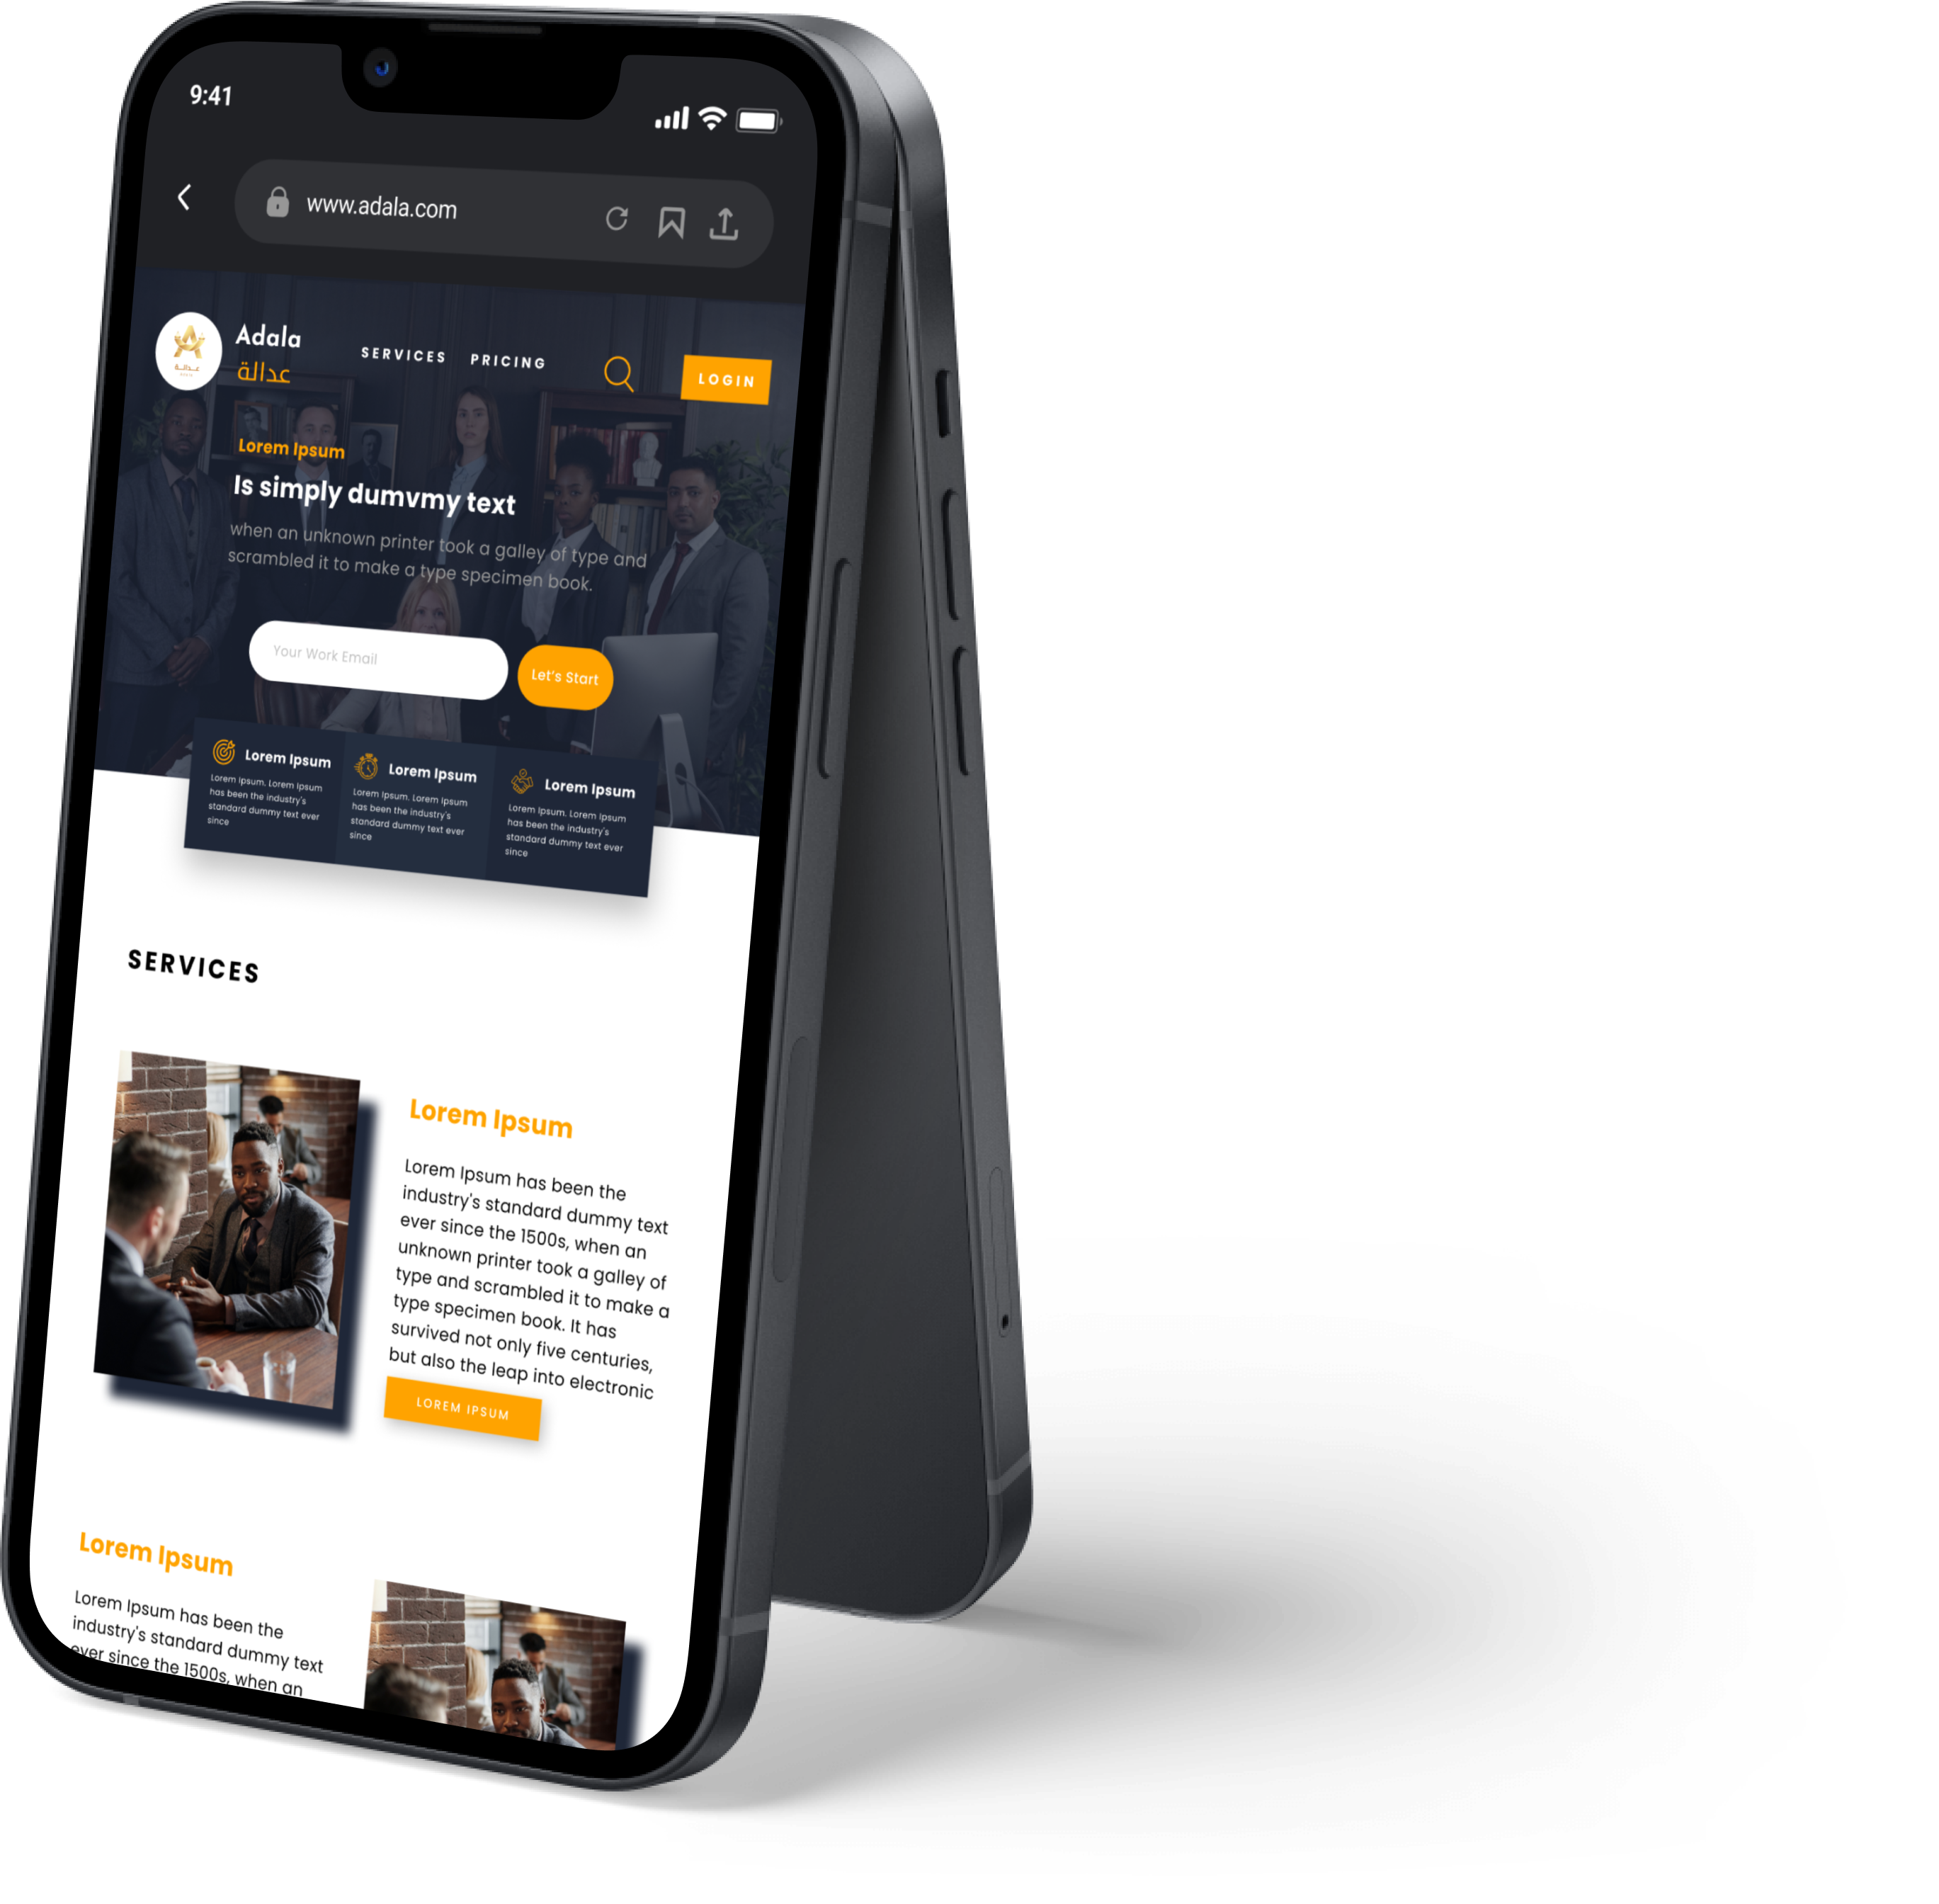 9:41
www.adala.com
Adala
عدالة
عدالة
SERVICES PRICING
LOGIN
Lorem Ipsum
Is simply dumvmy text
when an unknown printer took a galley of type and
scrambled it to make a type specimen book.
Your Work Email
Let's Start
Lorem Ipsum
Lorem Ipsum. Lorem Ipsum
has been the industry's
standard dummy text ever
since
Lorem Ipsum
Lorem Ipsum. Lorem Ipsum
has been the industry's
standard dummy text ever
since
Lorem Ipsum
Lorem Ipsum. Lorem Ipsum
has been the industry's
standard dummy text ever
since
SERVICES
Lorem Ipsum
Lorem Ipsum has been the
industry's standard dummy text
ever since the 1500s, when an
unknown printer took a galley of
type and scrambled it to make a
type specimen book. It has
survived not only five centuries,
but also the leap into electronic
LOREM IPSUM
Lorem Ipsum
Lorem Ipsum has been the
industry's standard dummy text
ever since the 1500s, when an